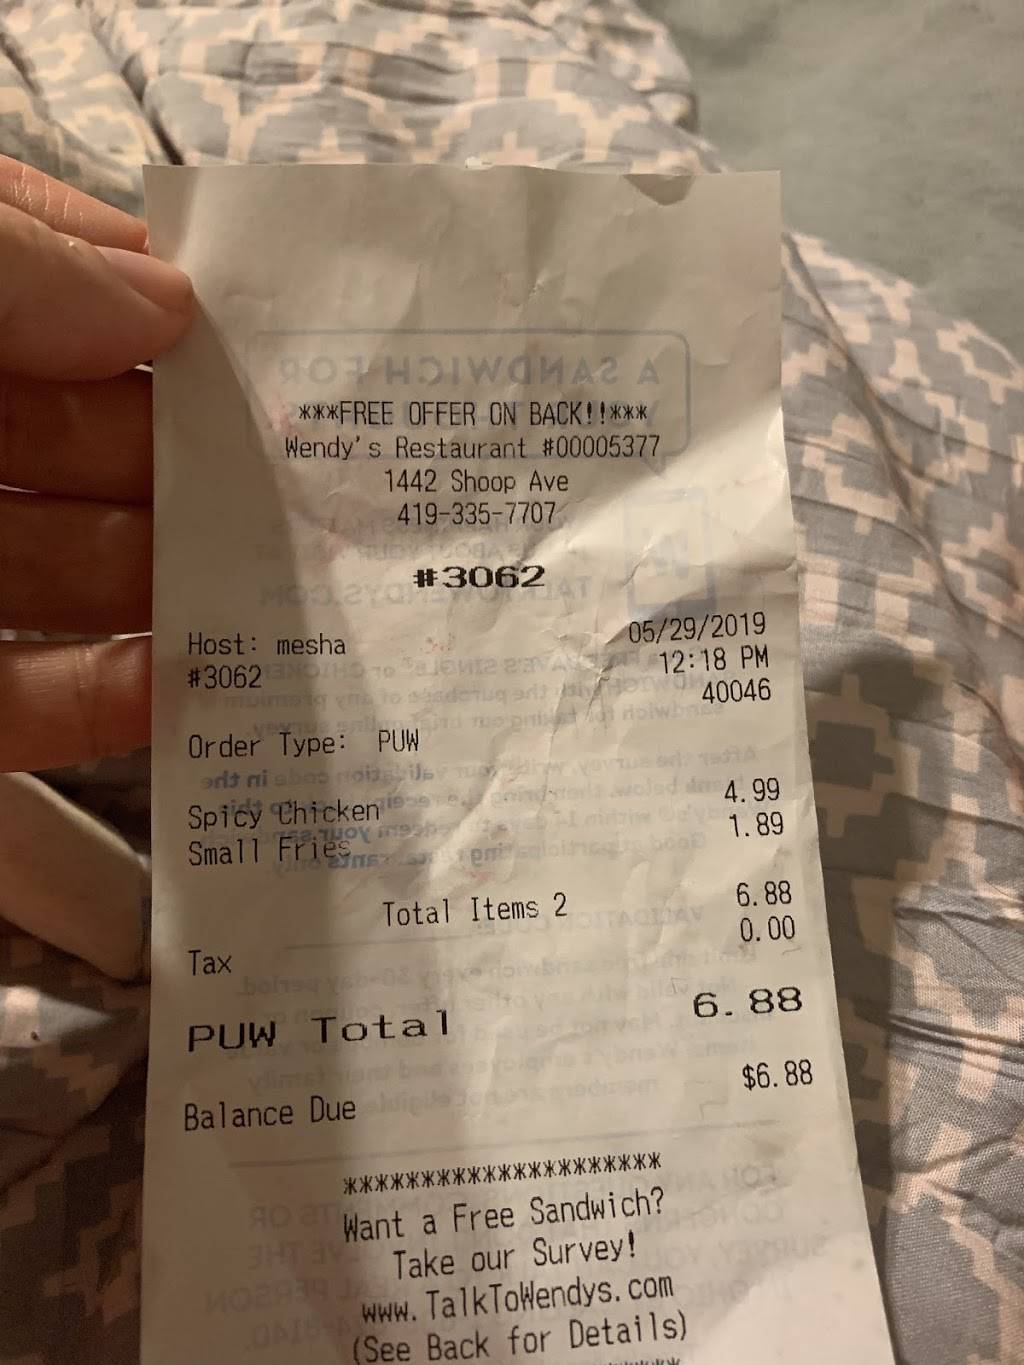 ***FREE OFFER ON BACK!!***
Wendy's Restaurant #00005377
1442 Shoop Ave
419-335-7707
#3062
Host: mesha 05/29/2019
#3062 12:18 PM
40046
Order Type: PUW
Spicy Chicken 4.99
Small Fries 1.89
Total Items 2 6.88
Tax 0.00
PUW Total 6.88
Balance Due $6.88
*********************
Want a Free Sandwich?
Take our Survey!
www.TalkToWendys.com
(See Back for Details)